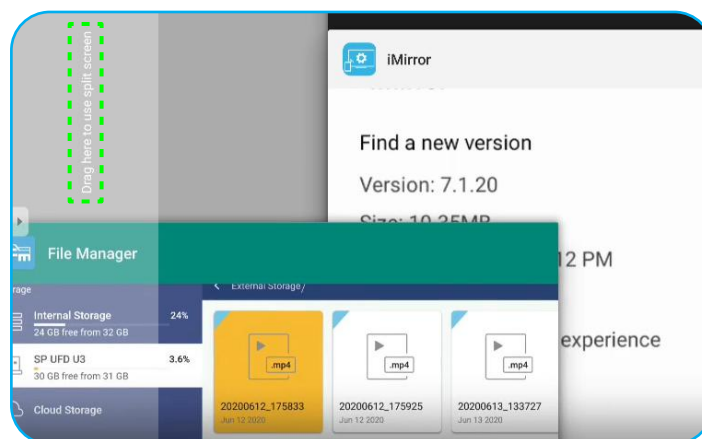 Drag here to use split screen
iMirror
Find a new version
Version: 7.1.20
Size: 10.35MB
12 PM
experience
File Manager
rage
Internal Storage 24%
24 GB free from 32 GB
SP UFD U3 3.6%
30 GB free from 31 GB
Cloud Storage
External Storage/
.mp4
.mp4
.mp4
20200612_175833
Jun 12 2020
20200612_175925
Jun 12 2020
20200613_133727
Jun 13 2020